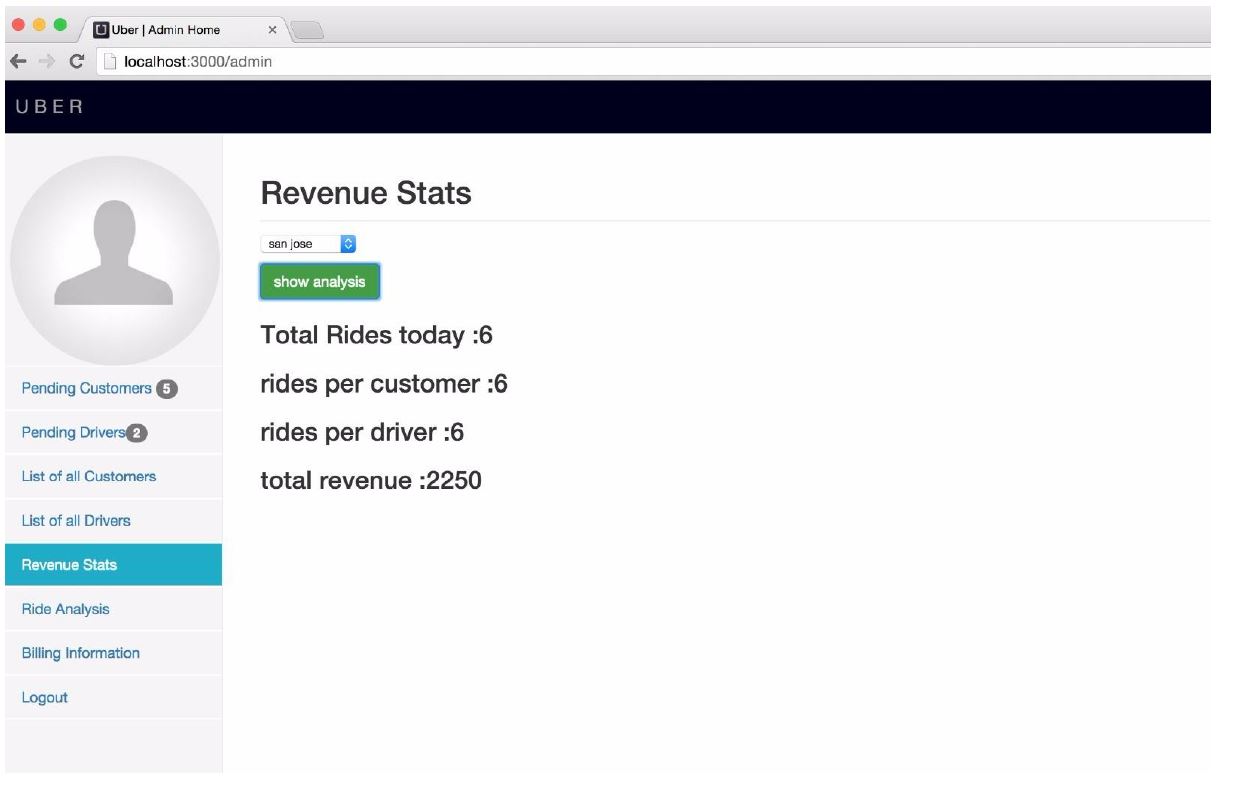 Uber | Admin Home
localhost:3000/admin
UBER
Revenue Stats
san jose
show analysis
Total Rides today :6
rides per customer :6
rides per driver :6
total revenue :2250
Pending Customers 5
Pending Drivers 2
List of all Customers
List of all Drivers
Revenue Stats
Ride Analysis
Billing Information
Logout